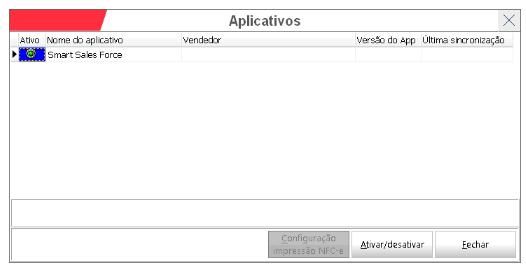 Aplicativos
Ativo Nome do aplicativo Vendedor Versão do App Última sincronização
Smart Sales Force
Configuração
impressão NFC-e
Ativar/desativar
Fechar